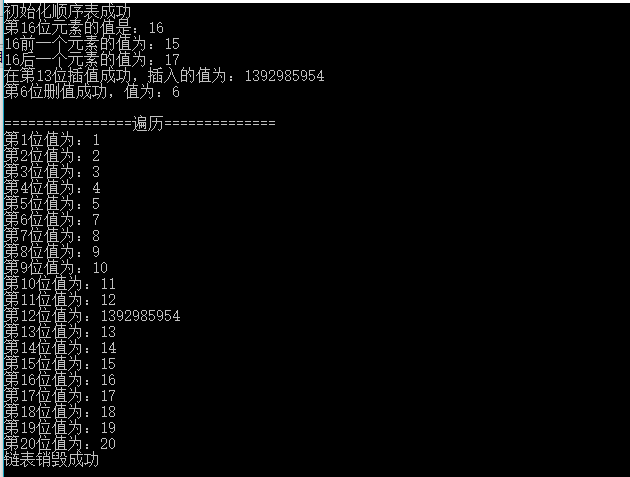 初始化顺序表成功
第16位元素的值是：16
16前一个元素的值为：15
16后一个元素的值为：17
在第13位插值成功，插入的值为：1392985954
第6位删值成功，值为：6
================遍历==============
第1位值为：1
第2位值为：2
第3位值为：3
第4位值为：4
第5位值为：5
第6位值为：7
第7位值为：8
第8位值为：9
第9位值为：10
第10位值为：11
第11位值为：12
第12位值为：1392985954
第13位值为：13
第14位值为：14
第15位值为：15
第16位值为：16
第17位值为：17
第18位值为：18
第19位值为：19
第20位值为：20
链表销毁成功